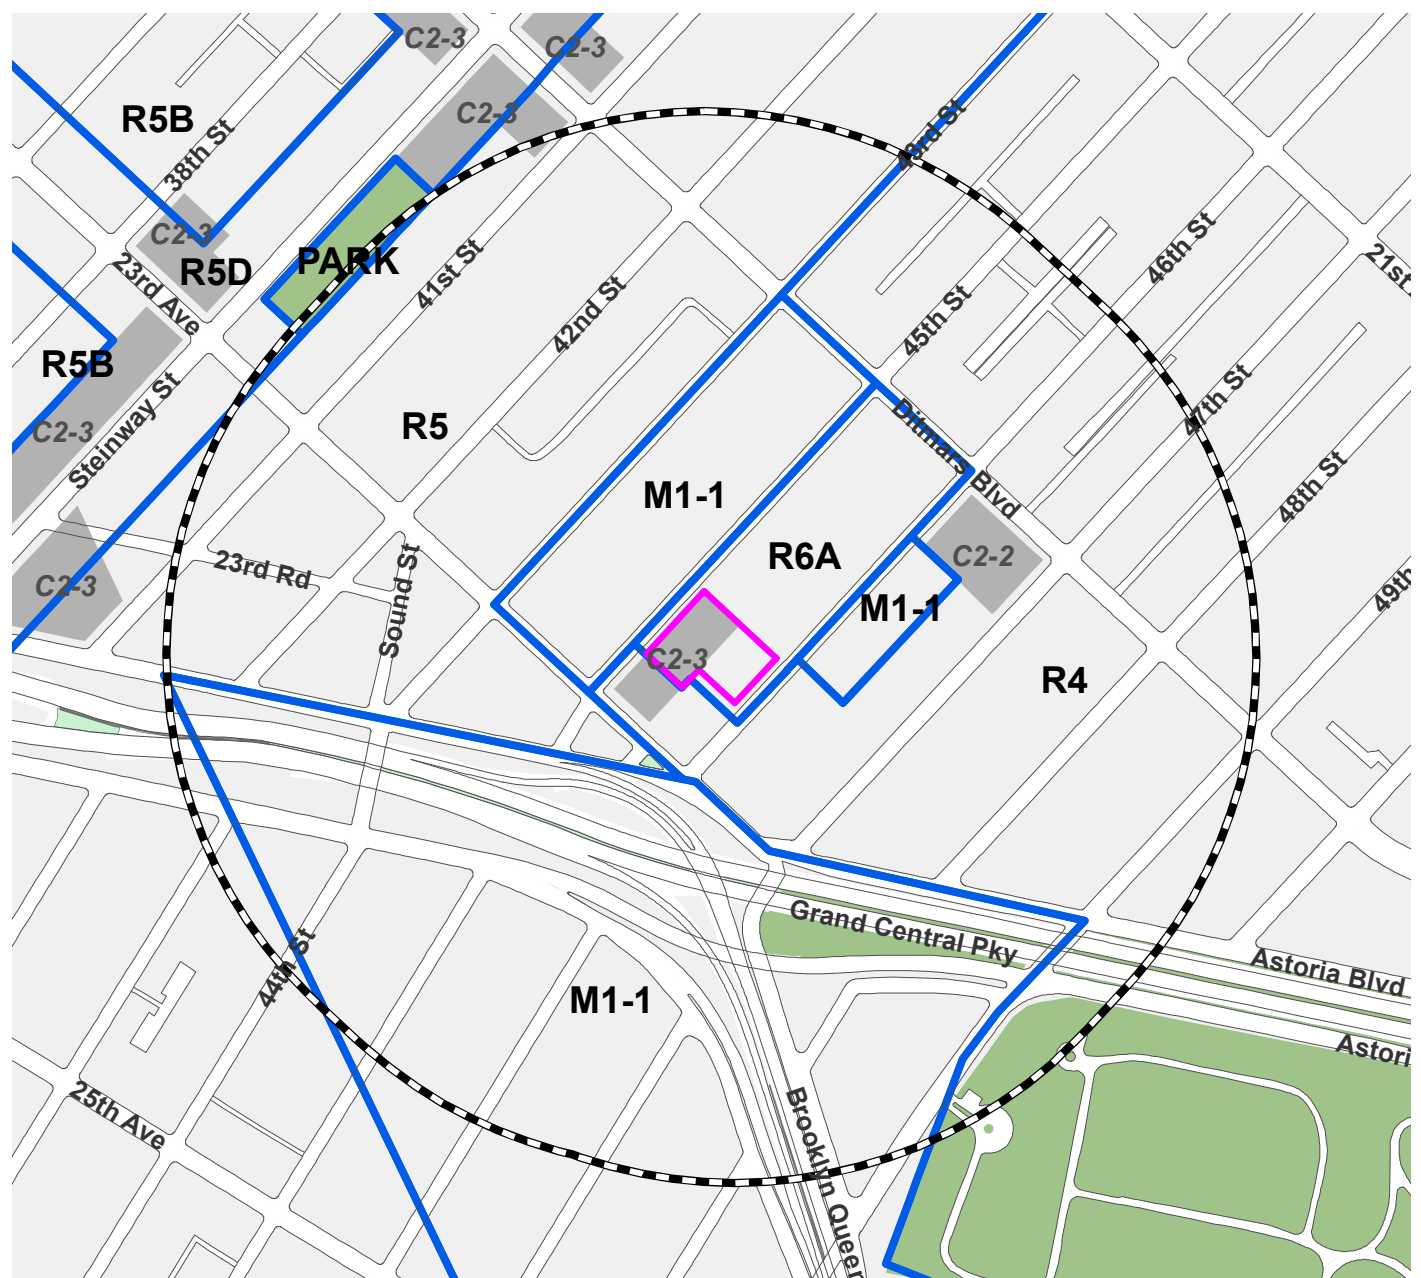 C2-3
C2-3
C2-3
R5B
38th St
43rd St
C2-3
R5D
PARK
41st St
46th St
21st
23rd Ave
42nd St
45th St
R5B
C2-3
Steinway St
R5
47th St
Ditmars Blvd
M1-1
48th St
R6A
C2-2
23rd Rd
C2-3
Sound St
M1-1
49th
C2-3
R4
Grand Central Pky
Astoria Blvd
44th St
M1-1
Astori
25th Ave
Brooklyn Queen